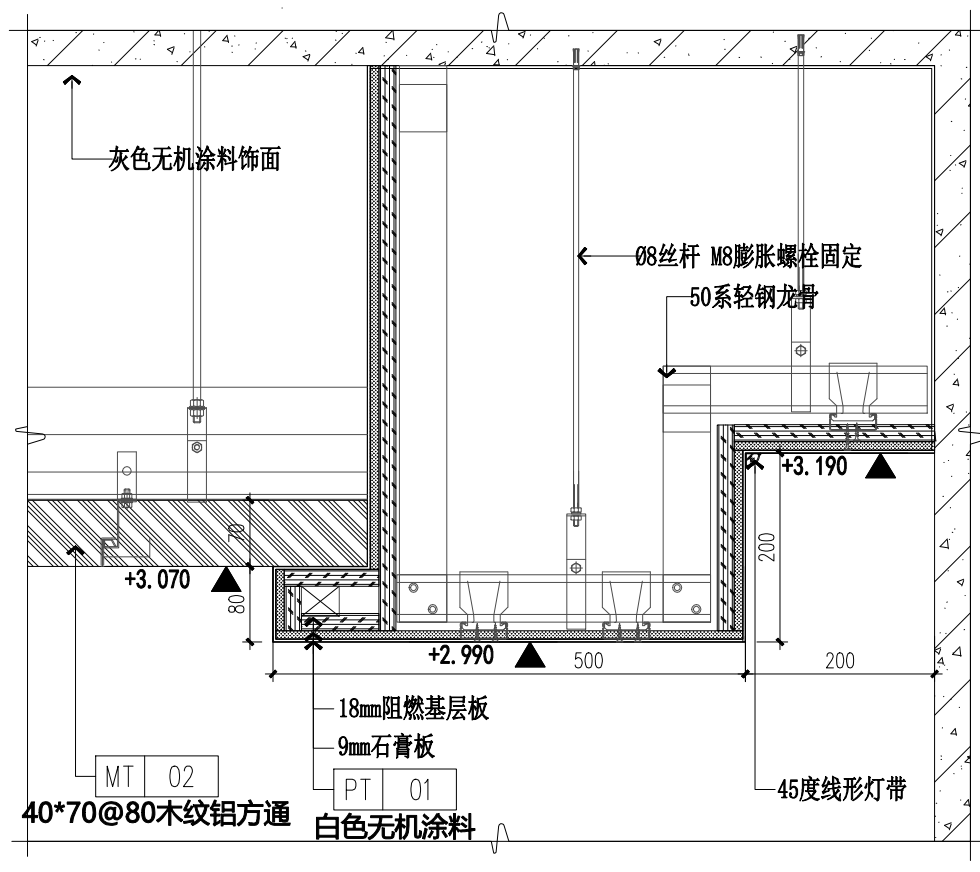 灰色无机涂料饰面
Ø8丝杆 M8膨胀螺栓固定
50系轻钢龙骨
+3.190
70
200
+3.070
80
+2.990
500
200
18mm阻燃基层板
9mm石膏板
MT 02
PT 01
45度线形灯带
40*70@80木纹铝方通
白色无机涂料